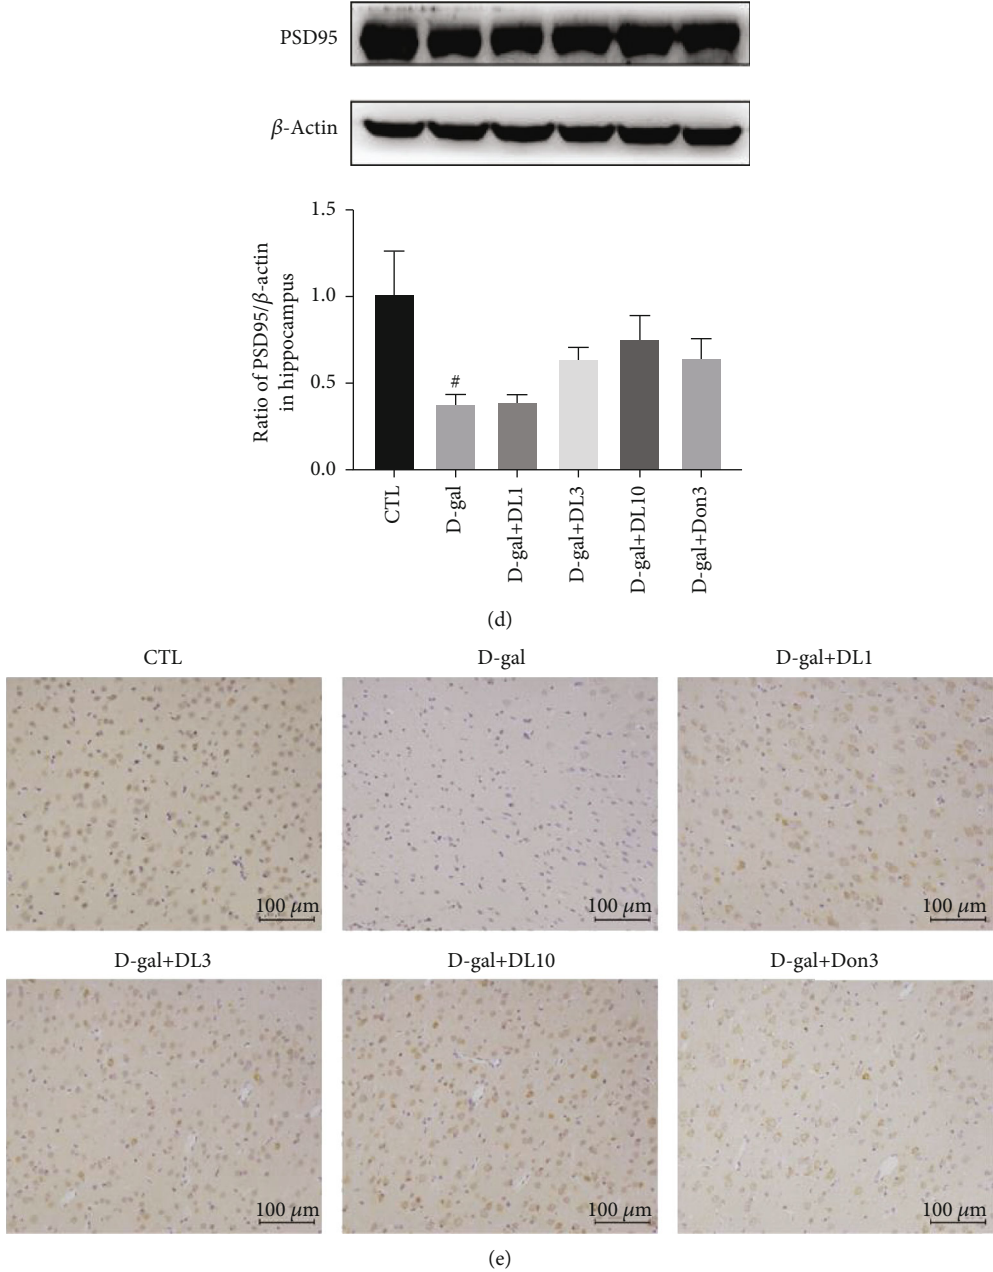 PSD95
β-Actin
Ratio of PSD95/β-actin
in hippocampus
1.5
1.0
0.5
0.0
#
CTL
D-gal
D-gal+DL1
D-gal+DL3
D-gal+DL10
D-gal+Don3
(d)
CTL
D-gal
D-gal+DL1
100 μm
100 μm
100 μm
D-gal+DL3
D-gal+DL10
D-gal+Don3
100 μm
100 μm
100 μm
(e)